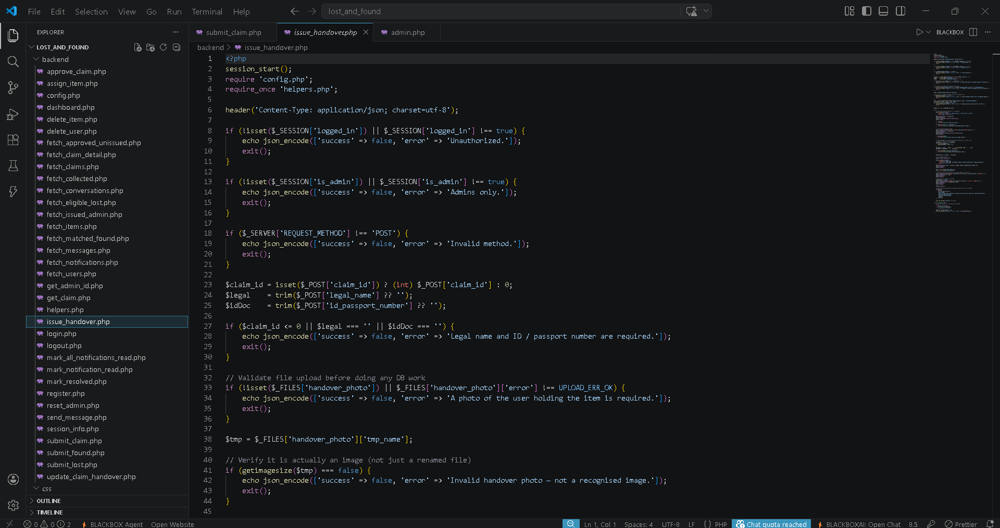 File Edit Selection View Go Run Terminal Help
lost_and_found
EXPLORER
LOST_AND_FOUND
backend
approve_claim.php
assign_item.php
config.php
dashboard.php
delete_item.php
delete_user.php
fetch_approved_unissued.php
fetch_claim_detail.php
fetch_claims.php
fetch_collected.php
fetch_conversations.php
fetch_eligible_lost.php
fetch_issued_admin.php
fetch_items.php
fetch_matched_found.php
fetch_messages.php
fetch_notifications.php
fetch_users.php
get_admin_id.php
get_claim.php
helpers.php
issue_handover.php
login.php
logout.php
mark_all_notifications_read.php
mark_notification_read.php
mark_resolved.php
register.php
reset_admin.php
send_message.php
session_info.php
submit_claim.php
submit_found.php
submit_lost.php
update_claim_handover.php
css
OUTLINE
TIMELINE
submit_claim.php issue_handover.php admin.php
BLACKBOX
backend > issue_handover.php
1 <?php
2 session_start();
3 require 'config.php';
4 require_once 'helpers.php';
5
6 header('Content-Type: application/json; charset=utf-8');
7
8 if (!isset($_SESSION['logged_in']) || $_SESSION['logged_in'] !== true) {
9 echo json_encode(['success' => false, 'error' => 'Unauthorized.']);
10 exit();
11 }
12
13 if (!isset($_SESSION['is_admin']) || $_SESSION['is_admin'] !== true) {
14 echo json_encode(['success' => false, 'error' => 'Admins only.']);
15 exit();
16 }
17
18 if ($_SERVER['REQUEST_METHOD'] !== 'POST') {
19 echo json_encode(['success' => false, 'error' => 'Invalid method.']);
20 exit();
21 }
22
23 $claim_id = isset($_POST['claim_id']) ? (int) $_POST['claim_id'] : 0;
24 $legal = trim($_POST['legal_name'] ?? '');
25 $idDoc = trim($_POST['id_passport_number'] ?? '');
26
27 if ($claim_id <= 0 || $legal === '' || $idDoc === '') {
28 echo json_encode(['success' => false, 'error' => 'Legal name and ID / passport number are required.']);
29 exit();
30 }
31
32 // Validate file upload before doing any DB work
33 if (!isset($_FILES['handover_photo']) || $_FILES['handover_photo']['error'] !== UPLOAD_ERR_OK) {
34 echo json_encode(['success' => false, 'error' => 'A photo of the user holding the item is required.']);
35 exit();
36 }
37
38 $tmp = $_FILES['handover_photo']['tmp_name'];
39
40 // Verify it is actually an image (not just a renamed file)
41 if (getimagesize($tmp) === false) {
42 echo json_encode(['success' => false, 'error' => 'Invalid handover photo — not a recognised image.']);
43 exit();
44 }
45
0 0 2 BLACKBOX Agent Open Website
Ln 1, Col 1 Spaces: 4 UTF-8 LF {} PHP Chat quota reached BLACKBOXAI: Open Chat 8.5 Prettier